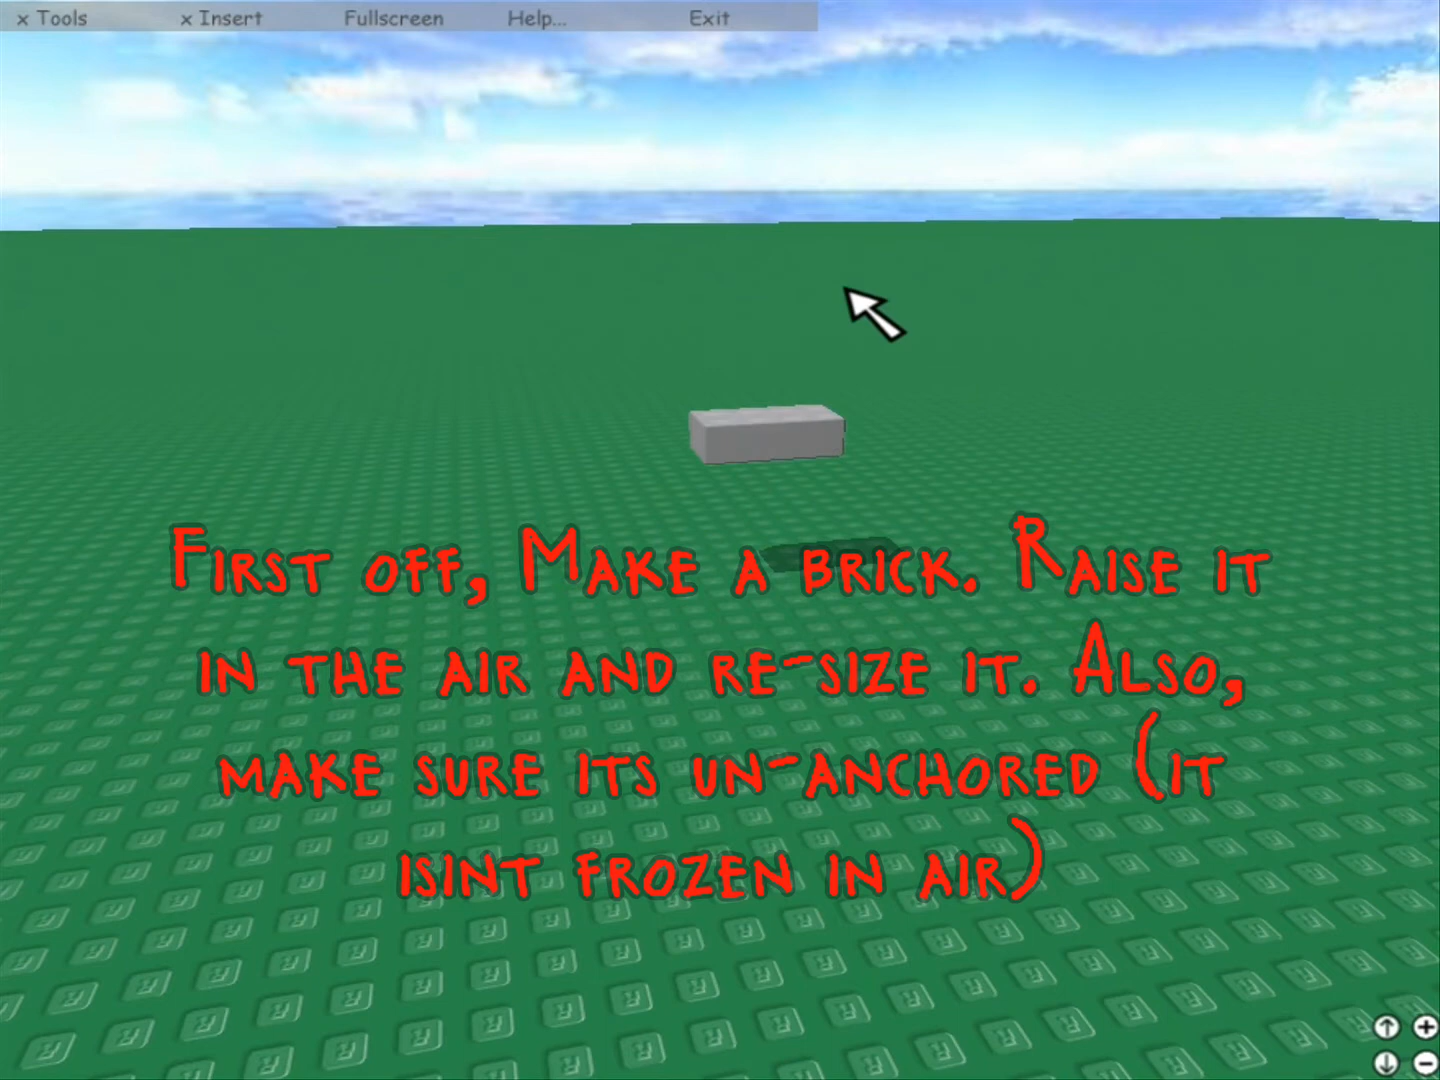 x Tools x Insert Fullscreen Help... Exit
First off, Make a brick. Raise it
in the air and re-size it. Also,
make sure its un-anchored (it
isint frozen in air)